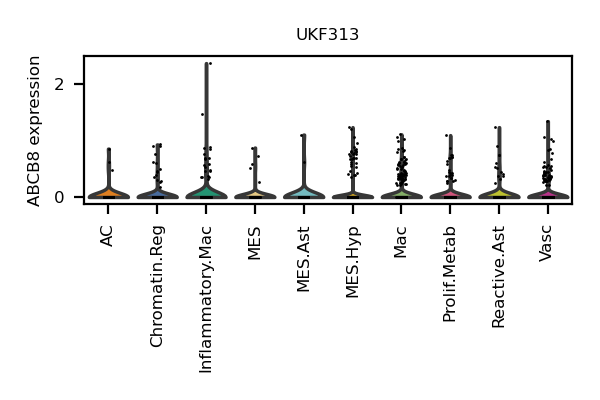 UKF313
ABCB8 expression
2
0
AC
Chromatin.Reg
Inflammatory.Mac
MES
MES.Ast
MES.Hyp
Mac
Prolif.Metab
Reactive.Ast
Vasc